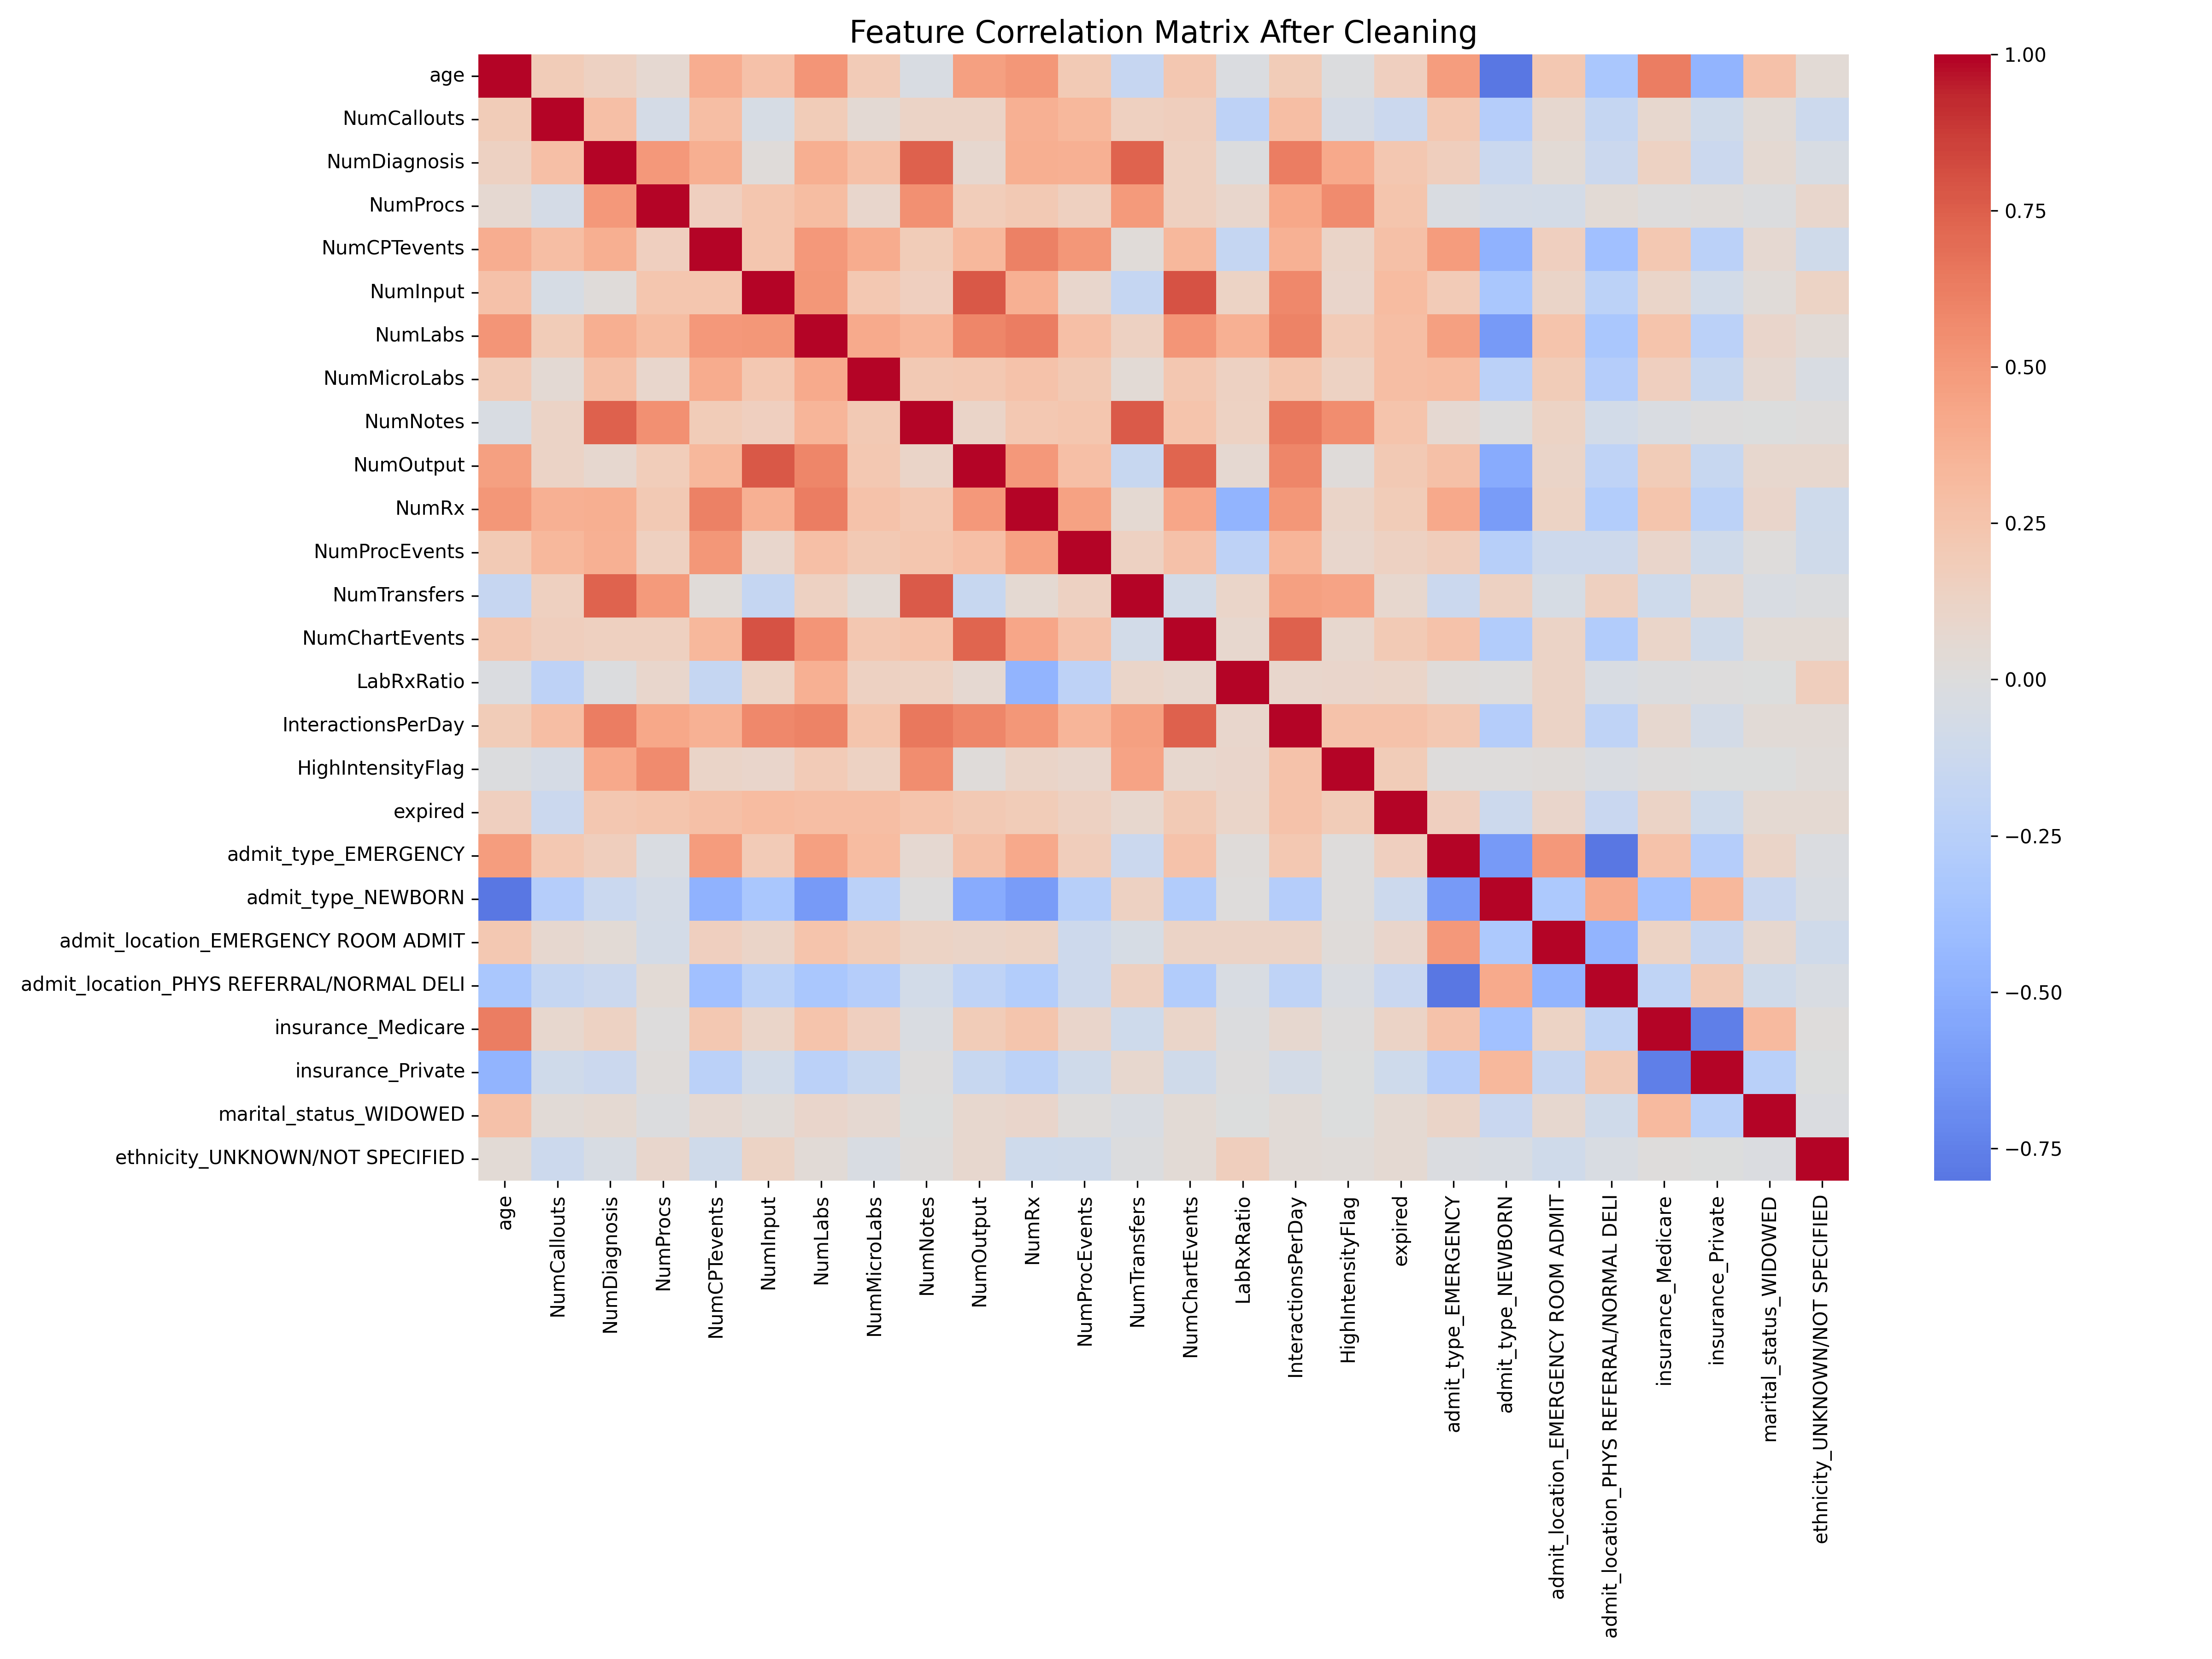 Feature Correlation Matrix After Cleaning
age
NumCallouts
NumDiagnosis
NumProcs
NumCPTevents
NumInput
NumLabs
NumMicroLabs
NumNotes
NumOutput
NumRx
NumProcEvents
NumTransfers
NumChartEvents
LabRxRatio
InteractionsPerDay
HighIntensityFlag
expired
admit_type_EMERGENCY
admit_type_NEWBORN
admit_location_EMERGENCY ROOM ADMIT
admit_location_PHYS REFERRAL/NORMAL DELI
insurance_Medicare
insurance_Private
marital_status_WIDOWED
ethnicity_UNKNOWN/NOT SPECIFIED
age
NumCallouts
NumDiagnosis
NumProcs
NumCPTevents
NumInput
NumLabs
NumMicroLabs
NumNotes
NumOutput
NumRx
NumProcEvents
NumTransfers
NumChartEvents
LabRxRatio
InteractionsPerDay
HighIntensityFlag
expired
admit_type_EMERGENCY
admit_type_NEWBORN
admit_location_EMERGENCY ROOM ADMIT
admit_location_PHYS REFERRAL/NORMAL DELI
insurance_Medicare
insurance_Private
marital_status_WIDOWED
ethnicity_UNKNOWN/NOT SPECIFIED
1.00
0.75
0.50
0.25
0.00
−0.25
−0.50
−0.75